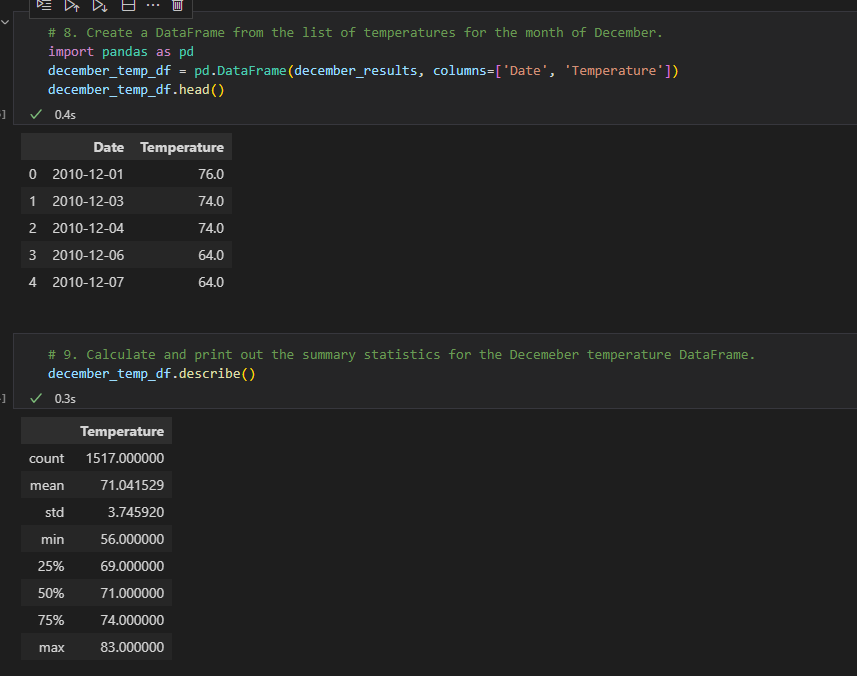 # 8. Create a DataFrame from the list of temperatures for the month of December.
import pandas as pd
december_temp_df = pd.DataFrame(december_results, columns=['Date', 'Temperature'])
december_temp_df.head()
]
✓ 0.4s
Date Temperature
0 2010-12-01 76.0
1 2010-12-03 74.0
2 2010-12-04 74.0
3 2010-12-06 64.0
4 2010-12-07 64.0
# 9. Calculate and print out the summary statistics for the Decemeber temperature DataFrame.
december_temp_df.describe()
]
✓ 0.3s
Temperature
count 1517.000000
mean 71.041529
std 3.745920
min 56.000000
25% 69.000000
50% 71.000000
75% 74.000000
max 83.000000